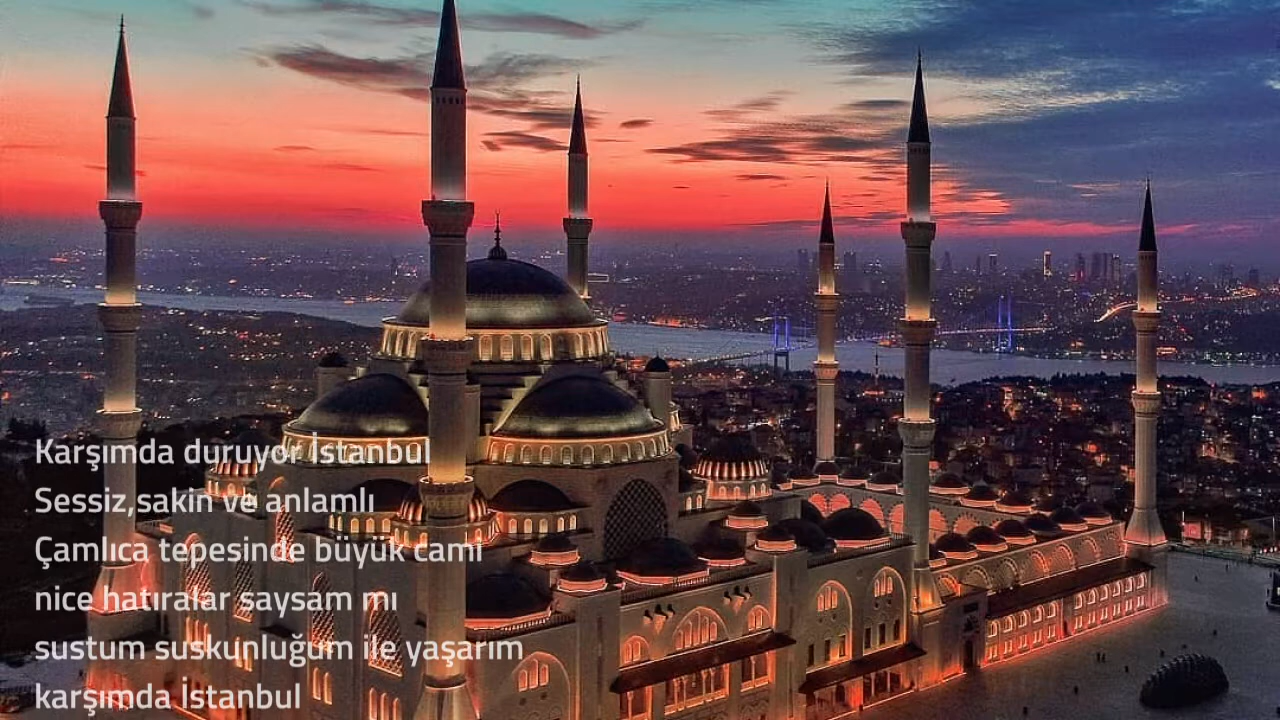 Karşımda duruyor İstanbul
Sessiz,sakin ve anlamlı
Çamlıca tepesinde büyük cami
nice hatıralar saysam mı
sustum suskunluğum ile yaşarım
karşımda İstanbul